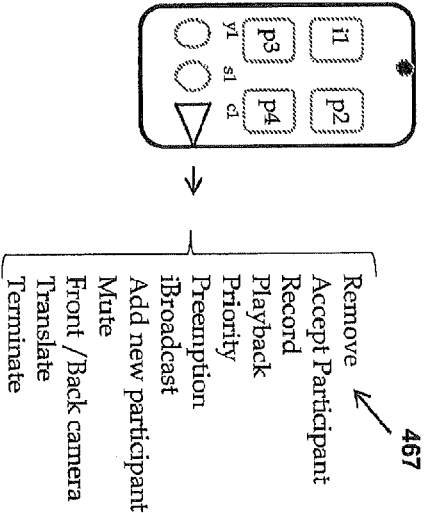 467
i1 p2
p3 p4
y1 s1 c1
Remove
Accept Participant
Record
Playback
Priority
Preemption
iBroadcast
Add new participant
Mute
Front /Back camera
Translate
Terminate